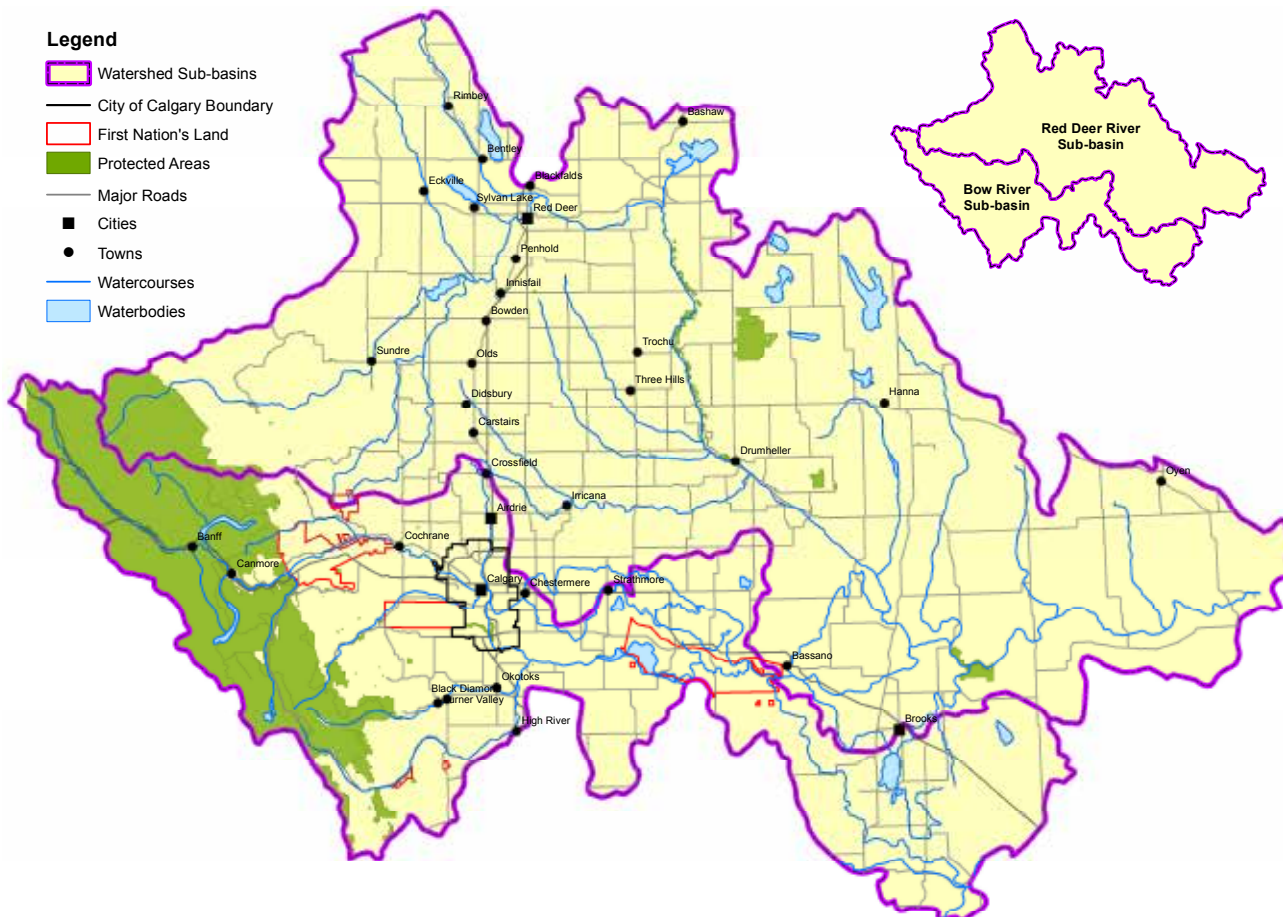 Legend
Watershed Sub-basins
City of Calgary Boundary
First Nation's Land
Protected Areas
Major Roads
Cities
Towns
Watercourses
Waterbodies
Red Deer River
Sub-basin
Bow River
Sub-basin
Rimbey
Bashaw
Bentley
Blackfalds
Eckville
Sylvan Lake
Red Deer
Penhold
Innisfail
Bowden
Trochu
Sundre
Olds
Three Hills
Didsbury
Hanna
Carstairs
Drumheller
Crossfield
Oyen
Irricana
Airdrie
Banff
Cochrane
Canmore
Calgary
Chestermere
Strathmore
Bassano
Okotoks
Black Diamond
Turner Valley
High River
Brooks